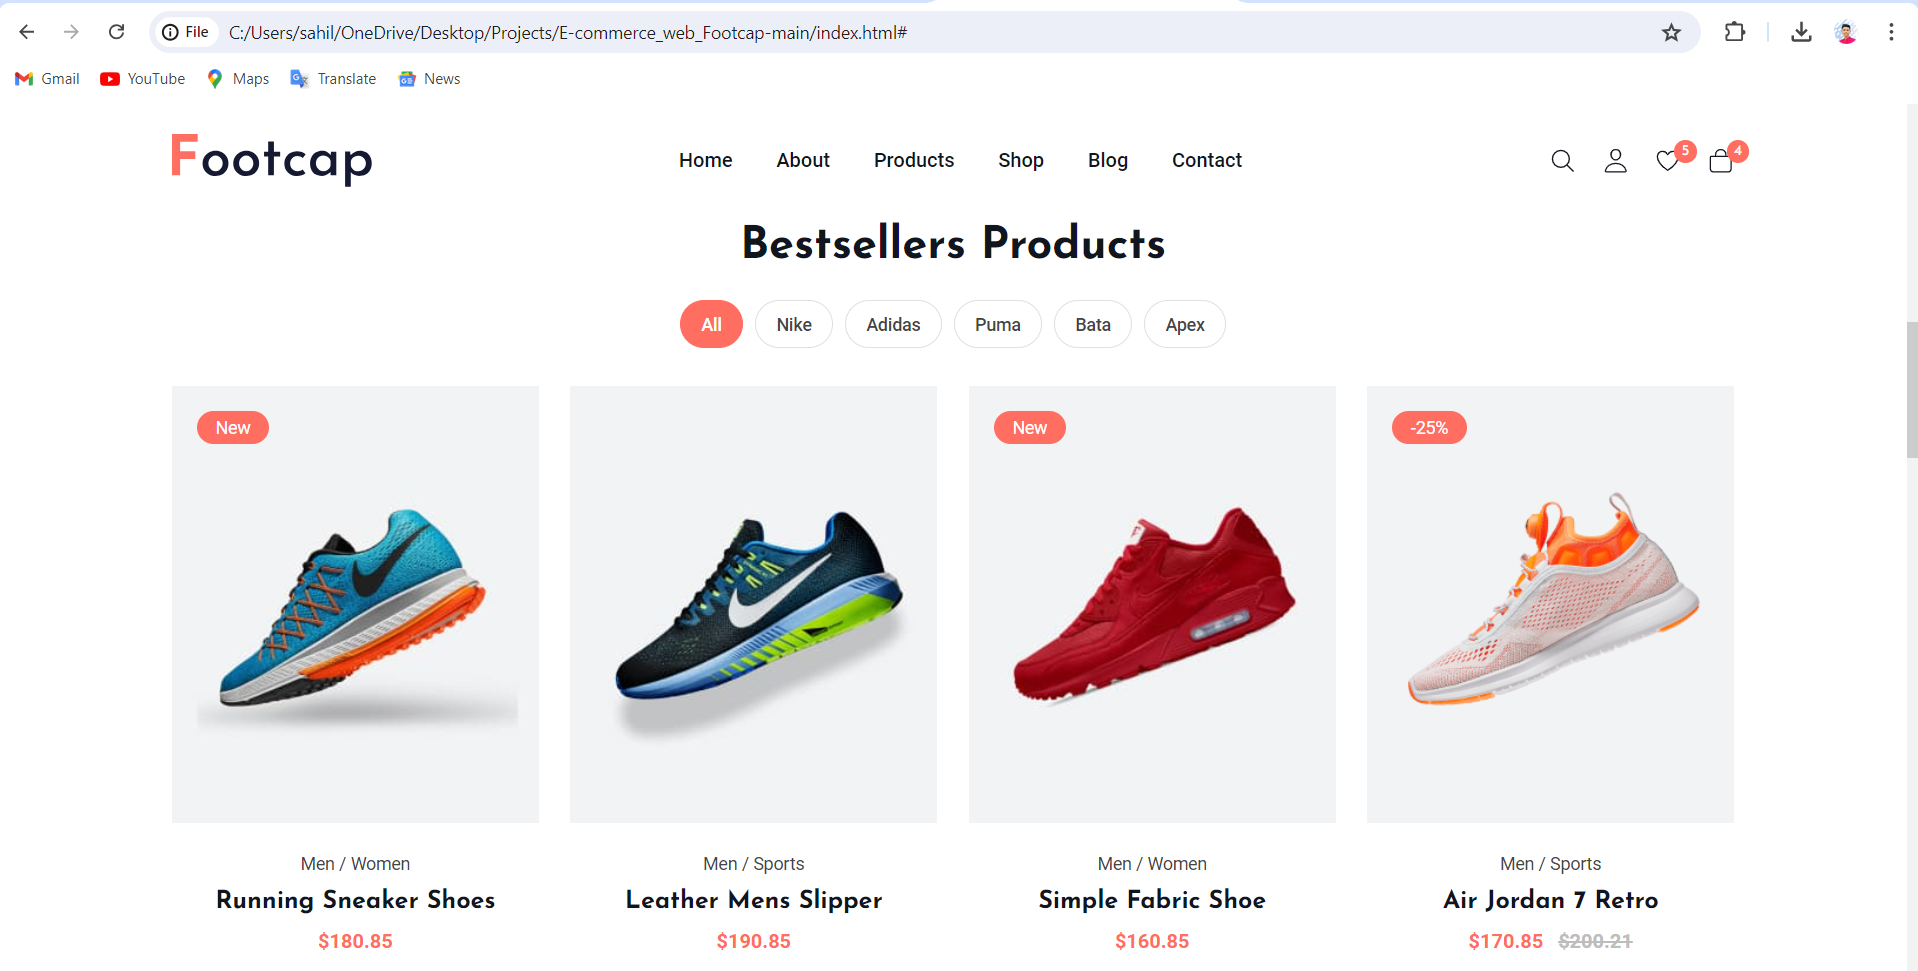 File C:/Users/sahil/OneDrive/Desktop/Projects/E-commerce_web_Footcap-main/index.html#
Gmail YouTube Maps Translate News
Footcap Home About Products Shop Blog Contact 5 4
Bestsellers Products
All Nike Adidas Puma Bata Apex
New New -25%
Men / Women Men / Sports Men / Women Men / Sports
Running Sneaker Shoes Leather Mens Slipper Simple Fabric Shoe Air Jordan 7 Retro
$180.85 $190.85 $160.85 $170.85 $200.21